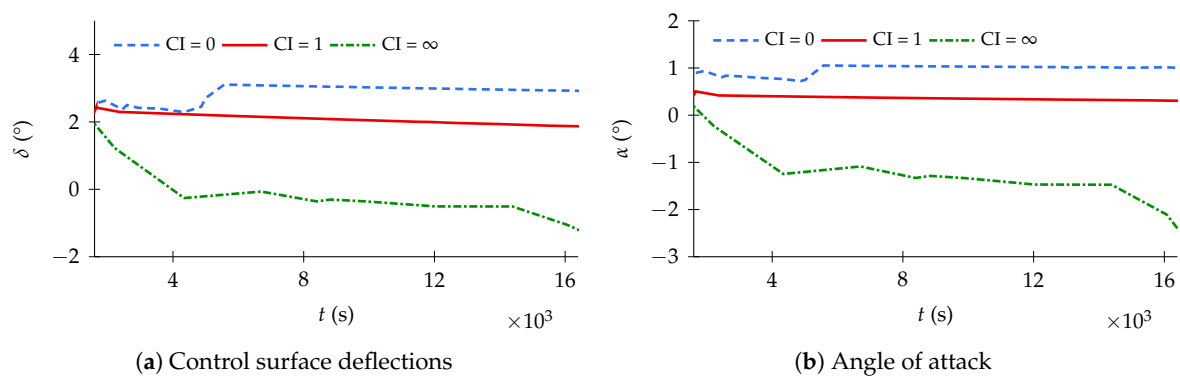 CI = 0 CI = 1 CI = ∞
4
2
0
−2
δ (°)
4 8 12 16
t (s)
×10³
(a) Control surface deflections
CI = 0 CI = 1 CI = ∞
2
1
0
−1
−2
−3
α (°)
4 8 12 16
t (s)
×10³
(b) Angle of attack